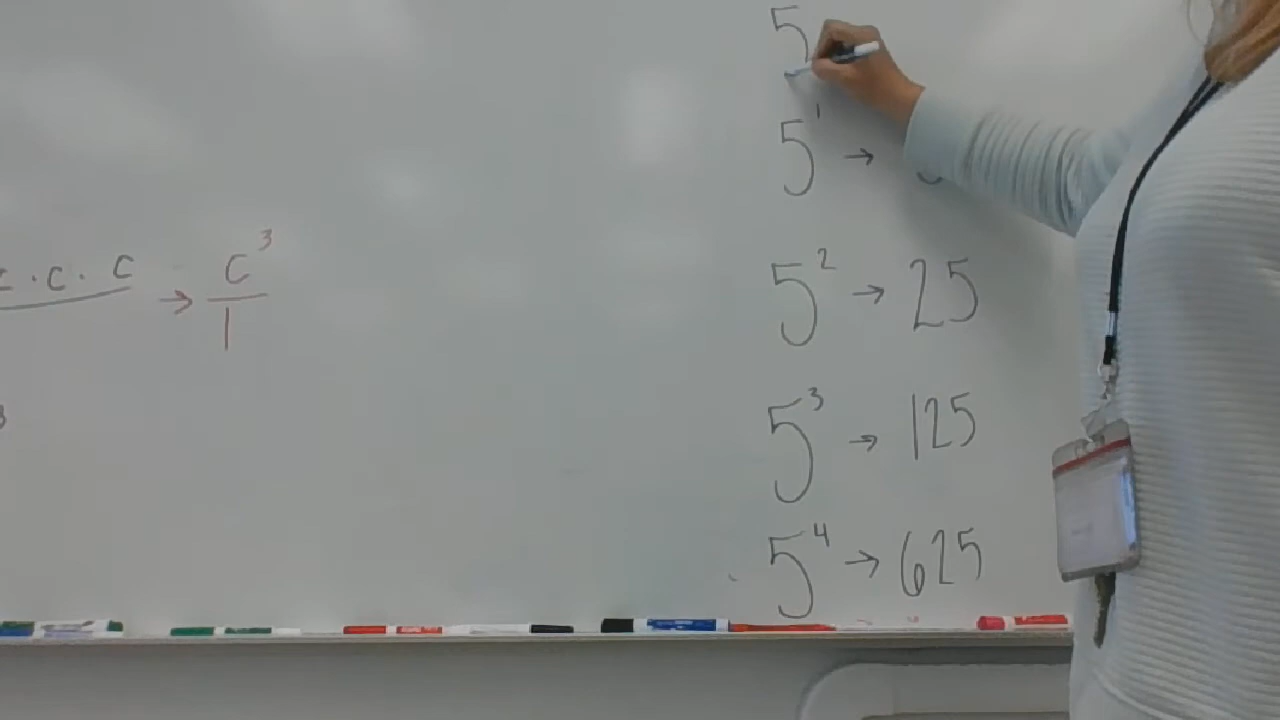 c · c · c → c³/1
5
5¹ →
5² → 25
5³ → 125
5⁴ → 625